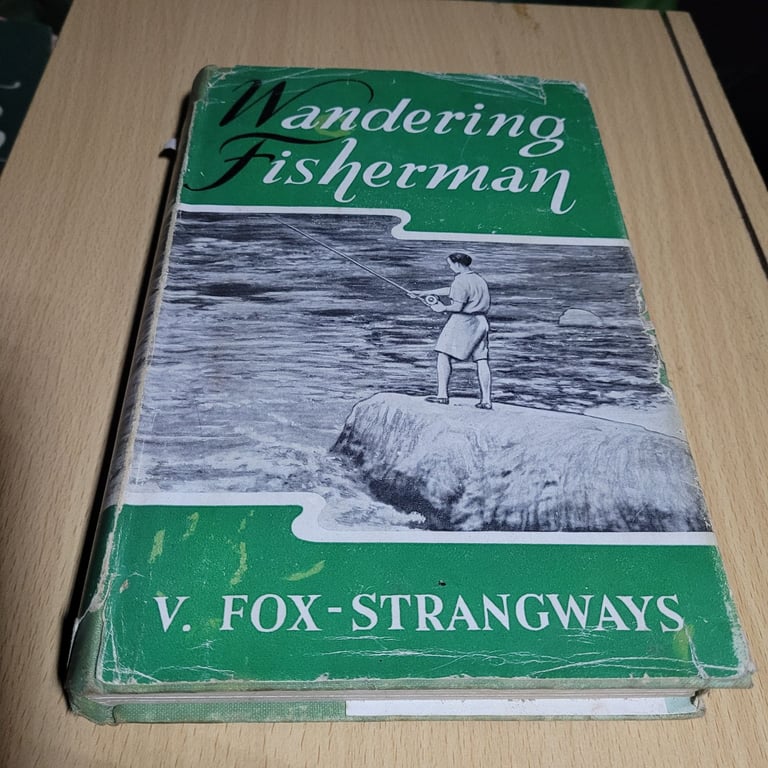 Wandering
Fisherman
V. FOX-STRANGWAYS